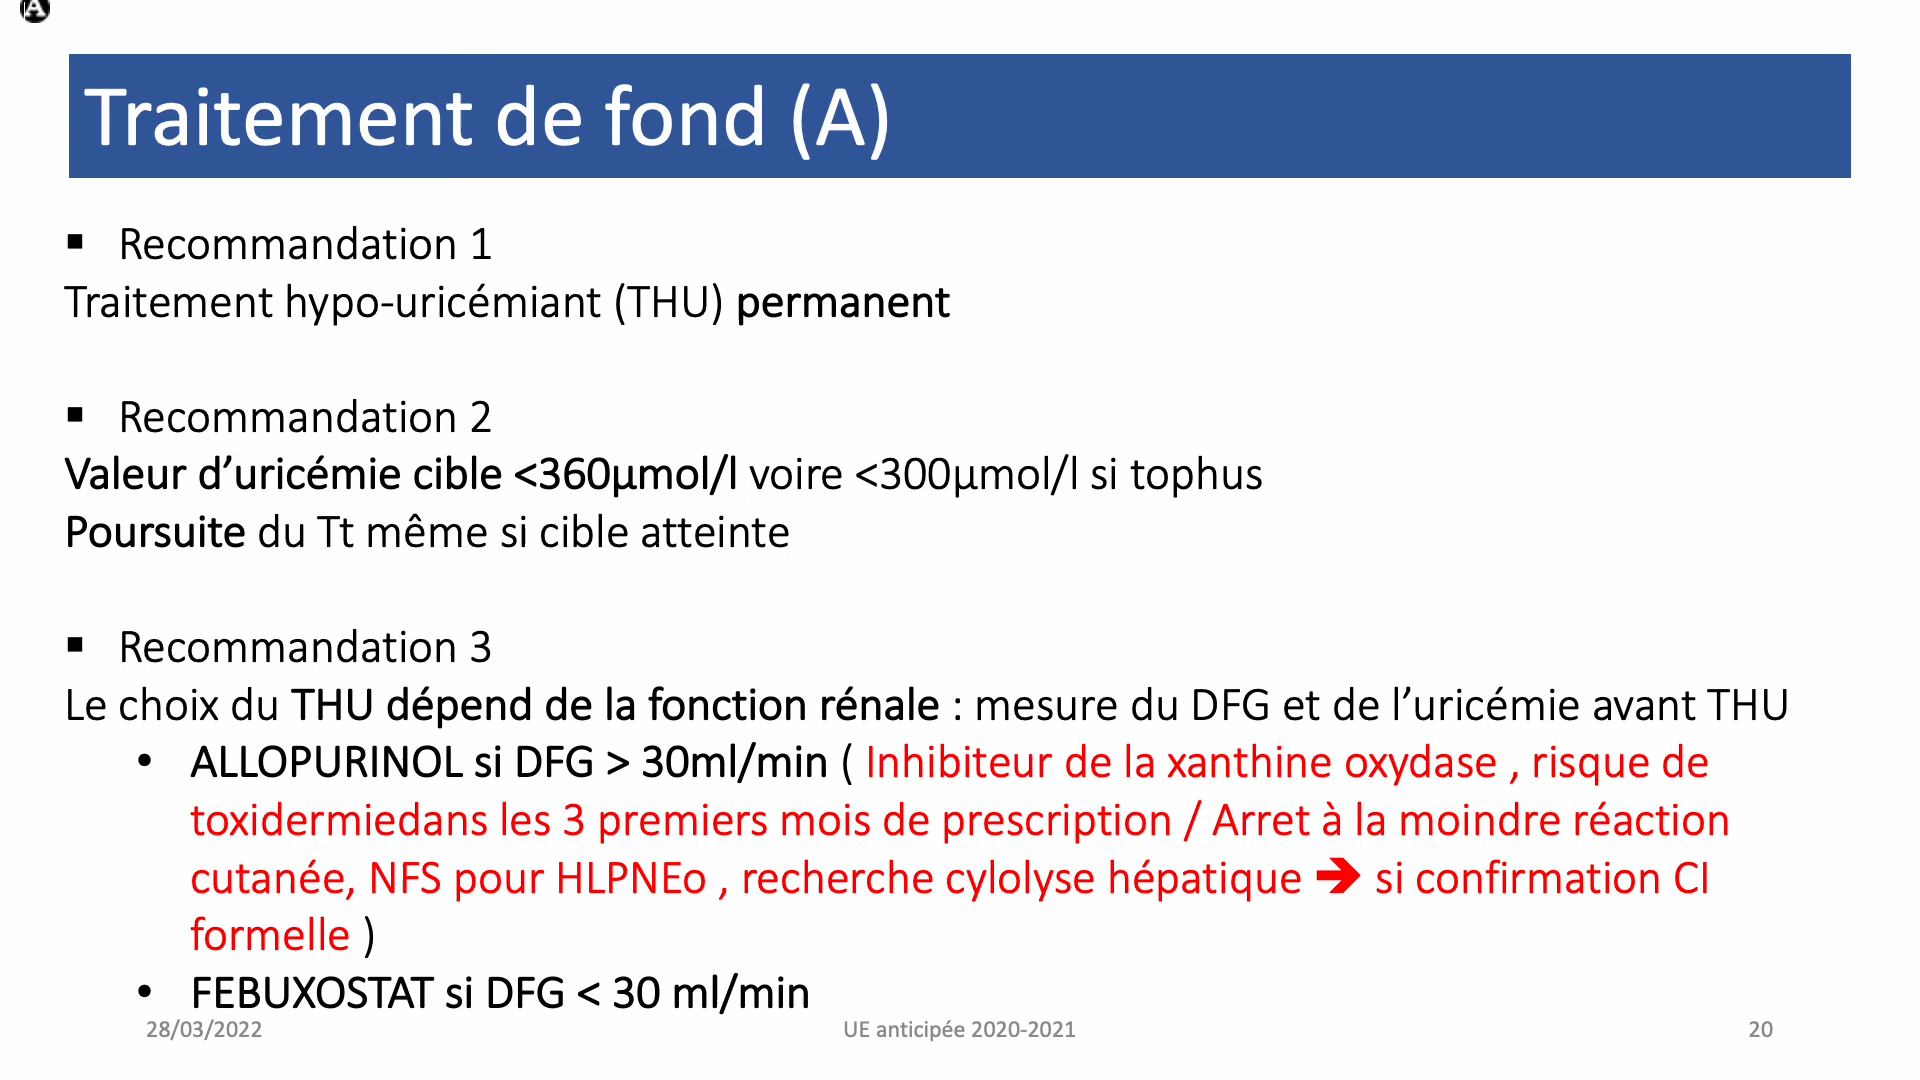 A
Traitement de fond (A)
▪ Recommandation 1
Traitement hypo-uricémiant (THU) permanent
▪ Recommandation 2
Valeur d’uricémie cible <360µmol/l voire <300µmol/l si tophus
Poursuite du Tt même si cible atteinte
▪ Recommandation 3
Le choix du THU dépend de la fonction rénale : mesure du DFG et de l’uricémie avant THU
• ALLOPURINOL si DFG > 30ml/min ( Inhibiteur de la xanthine oxydase , risque de
toxidermiedans les 3 premiers mois de prescription / Arret à la moindre réaction
cutanée, NFS pour HLPNEo , recherche cylolyse hépatique ➔ si confirmation CI
formelle )
• FEBUXOSTAT si DFG < 30 ml/min
28/03/2022
UE anticipée 2020-2021
20